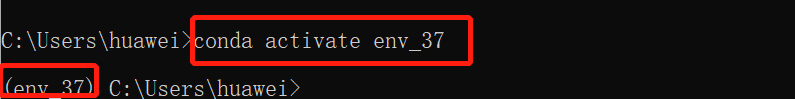 C:\Users\huawei>conda activate env_37
(env_37) C:\Users\huawei>